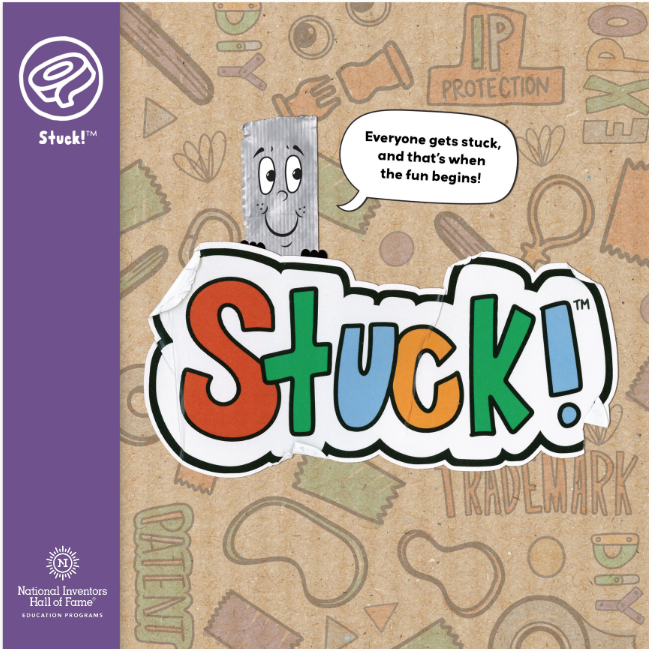 DIY
IP
PROTECTION
EXPO
Stuck!™
Everyone gets stuck,
and that's when
the fun begins!
Stuck!™
TRADEMARK
PATENT
DIY
N
National Inventors
Hall of Fame®
EDUCATION PROGRAMS